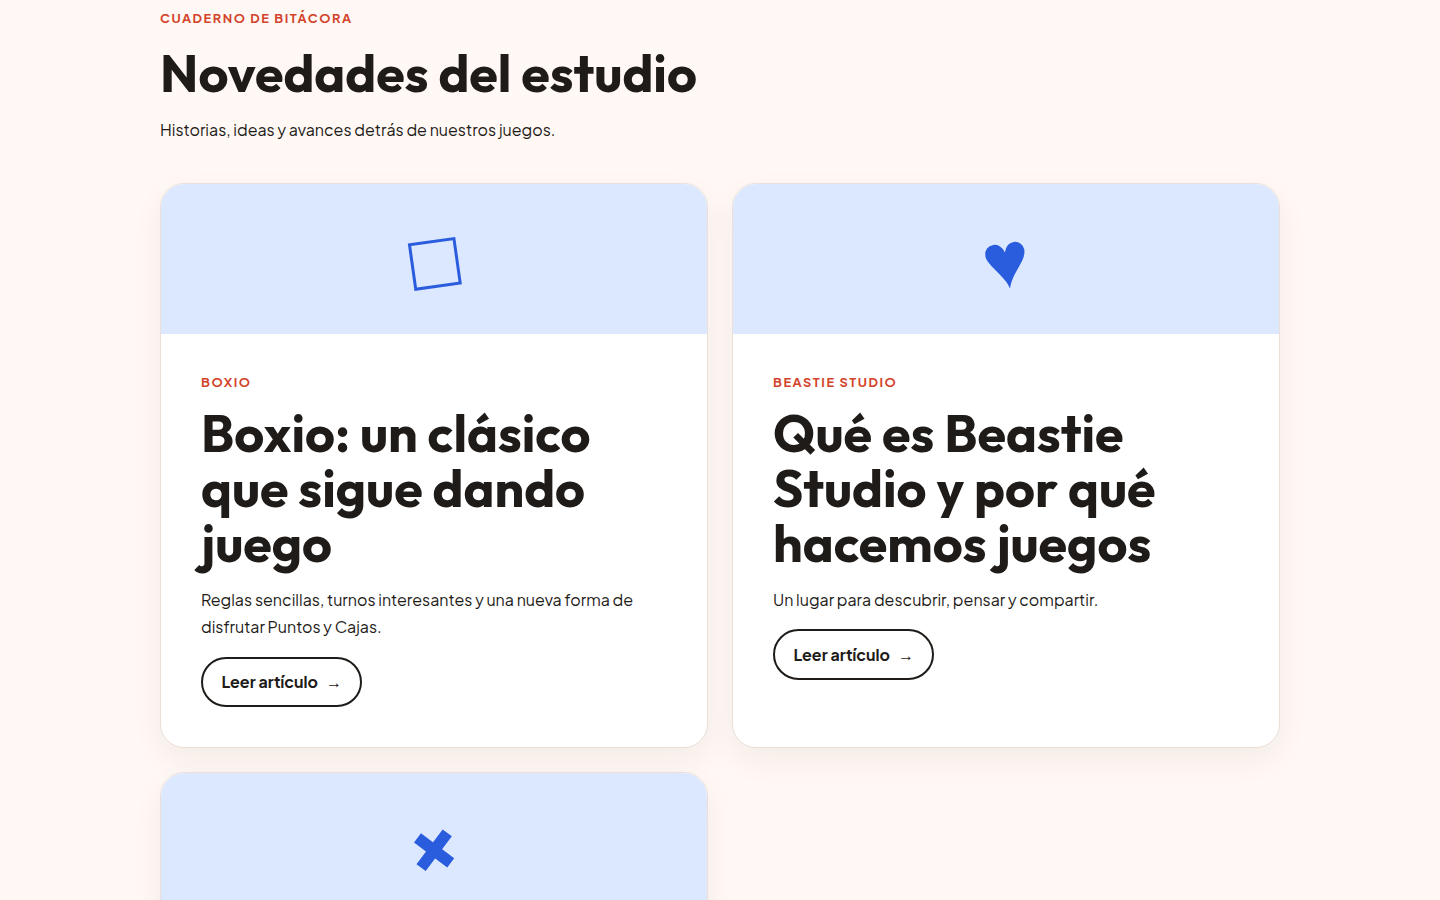 CUADERNO DE BITÁCORA
Novedades del estudio
Historias, ideas y avances detrás de nuestros juegos.
BOXIO
Boxio: un clásico
que sigue dando
juego
Reglas sencillas, turnos interesantes y una nueva forma de
disfrutar Puntos y Cajas.
Leer artículo →
BEASTIE STUDIO
Qué es Beastie
Studio y por qué
hacemos juegos
Un lugar para descubrir, pensar y compartir.
Leer artículo →